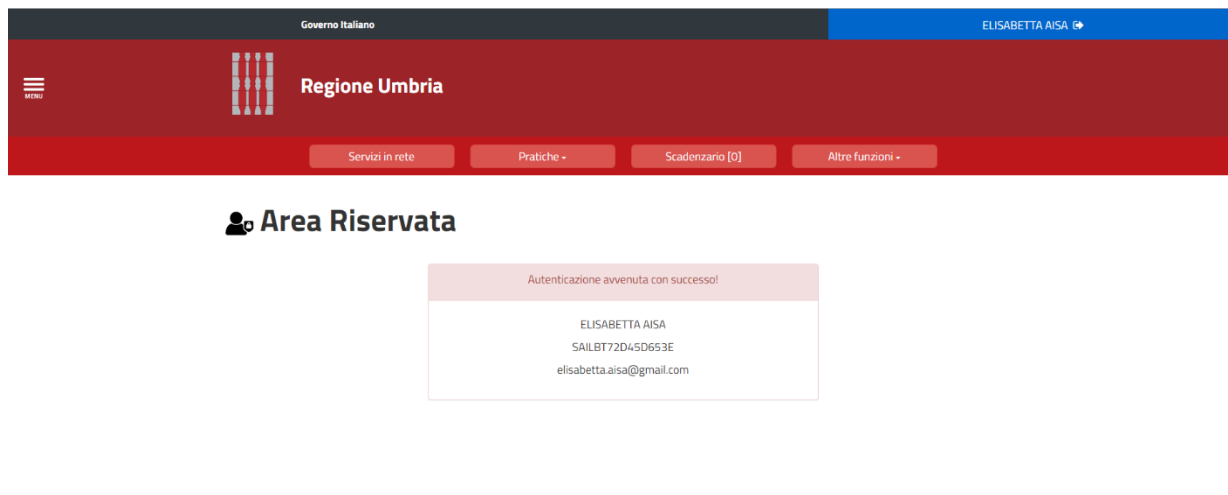 Governo Italiano
ELISABETTA AISA
MENU
Regione Umbria
Servizi in rete
Pratiche
Scadenzario [0]
Altre funzioni
Area Riservata
Autenticazione avvenuta con successo!
ELISABETTA AISA
SAILBT72D45D653E
elisabetta.aisa@gmail.com